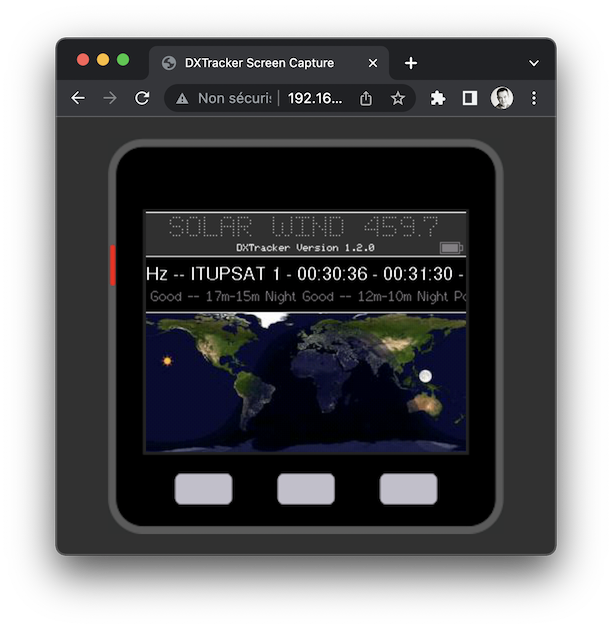 DXTracker Screen Capture
Non sécuris 192.16...
SOLAR WIND 459.7
DXTracker Version 1.2.0
Hz -- ITUPSAT 1 - 00:30:36 - 00:31:30 -
Good -- 17m-15m Night Good -- 12m-10m Night Po